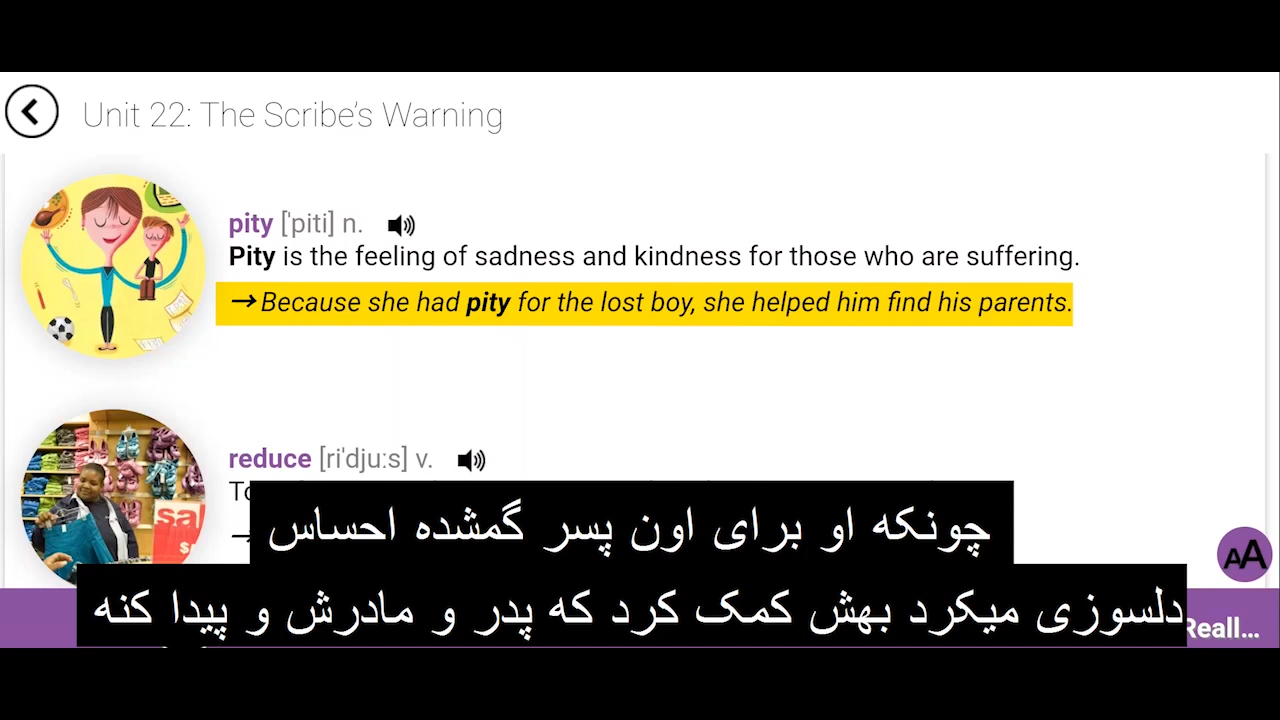 Unit 22: The Scribe's Warning
pity ['piti] n.
Pity is the feeling of sadness and kindness for those who are suffering.
→ Because she had pity for the lost boy, she helped him find his parents.
reduce [ri'dju:s] v.
sal
چونکه او برای اون پسر گمشده احساس
دلسوزی میکرد بهش کمک کرد که پدر و مادرش و پیدا کنه
AA
Reall...